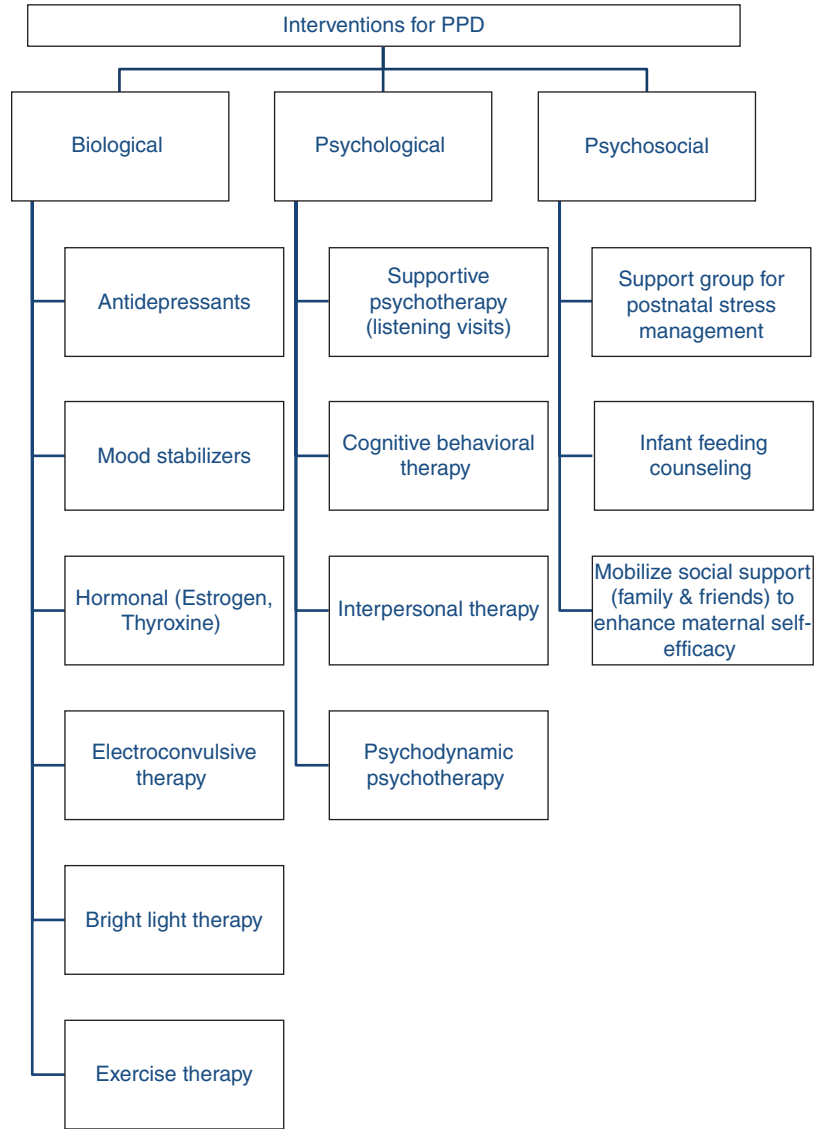 Interventions for PPD
Biological
Psychological
Psychosocial
Antidepressants
Mood stabilizers
Hormonal (Estrogen,
Thyroxine)
Electroconvulsive
therapy
Bright light therapy
Exercise therapy
Supportive
psychotherapy
(listening visits)
Cognitive behavioral
therapy
Interpersonal therapy
Psychodynamic
psychotherapy
Support group for
postnatal stress
management
Infant feeding
counseling
Mobilize social support
(family & friends) to
enhance maternal self-
efficacy